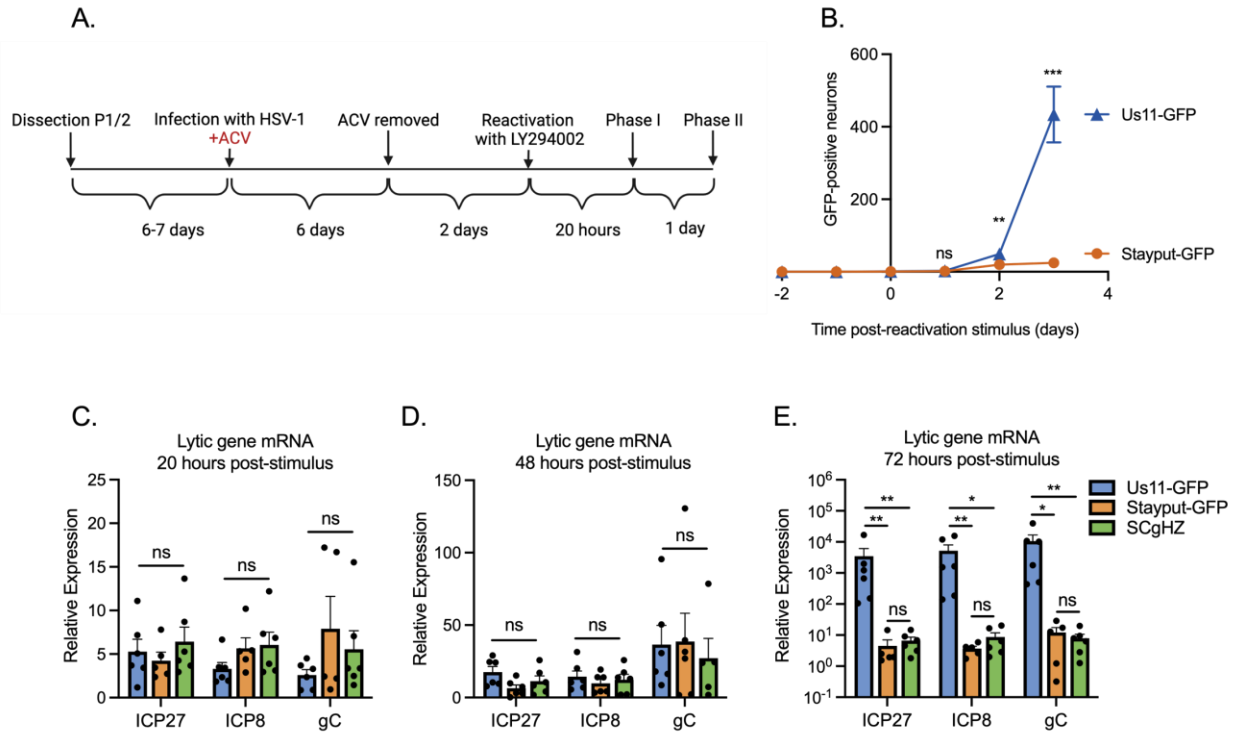 A.
Dissection P1/2
Infection with HSV-1
+ACV
ACV removed
Reactivation
with LY294002
Phase I
Phase II
6-7 days
6 days
2 days
20 hours
1 day
B.
600
400
200
GFP-positive neurons
***
**
ns
Us11-GFP
Stayput-GFP
-2
0
2
4
Time post-reactivation stimulus (days)
C.
Lytic gene mRNA
20 hours post-stimulus
Relative Expression
25
20
15
10
5
0
ns
ns
ns
ICP27
ICP8
gC
D.
Lytic gene mRNA
48 hours post-stimulus
Relative Expression
150
100
50
0
ns
ns
ns
ICP27
ICP8
gC
E.
Lytic gene mRNA
72 hours post-stimulus
Relative Expression
10⁶
10⁵
10⁴
10³
10²
10¹
10⁰
10⁻¹
**
**
ns
*
**
ns
**
*
ns
ICP27
ICP8
gC
Us11-GFP
Stayput-GFP
SCgHZ